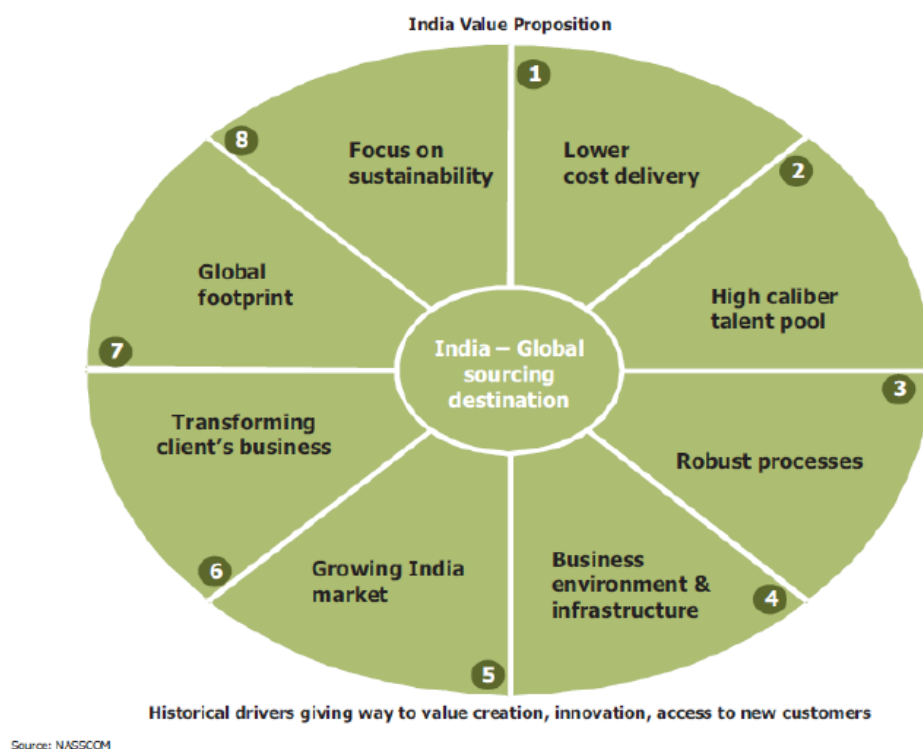 India Value Proposition
1
Lower
cost delivery
2
High caliber
talent pool
3
Robust processes
4
Business
environment &
infrastructure
5
Growing India
market
6
Transforming
client's business
7
Global
footprint
8
Focus on
sustainability
India – Global
sourcing
destination
Historical drivers giving way to value creation, innovation, access to new customers
Source: NASSCOM